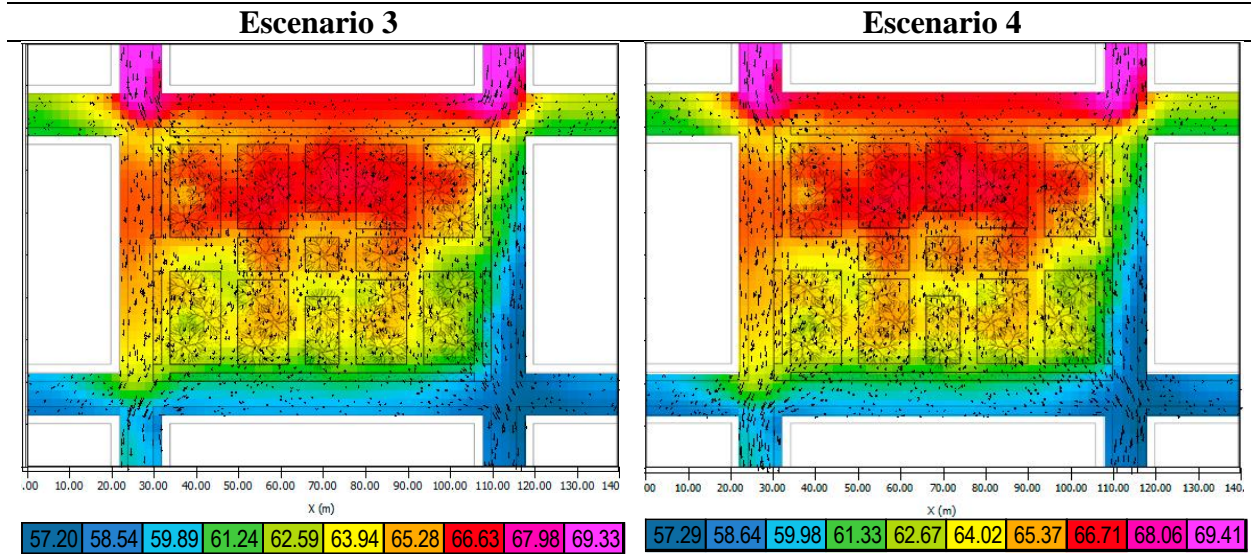 Escenario 3
Escenario 4
.00 10.00 20.00 30.00 40.00 50.00 60.00 70.00 80.00 90.00 100.00 110.00 120.00 130.00 140.
X (m)
00 10.00 20.00 30.00 40.00 50.00 60.00 70.00 80.00 90.00 100.00 110.00 120.00 130.00 140.
X (m)
57.20 58.54 59.89 61.24 62.59 63.94 65.28 66.63 67.98 69.33
57.29 58.64 59.98 61.33 62.67 64.02 65.37 66.71 68.06 69.41